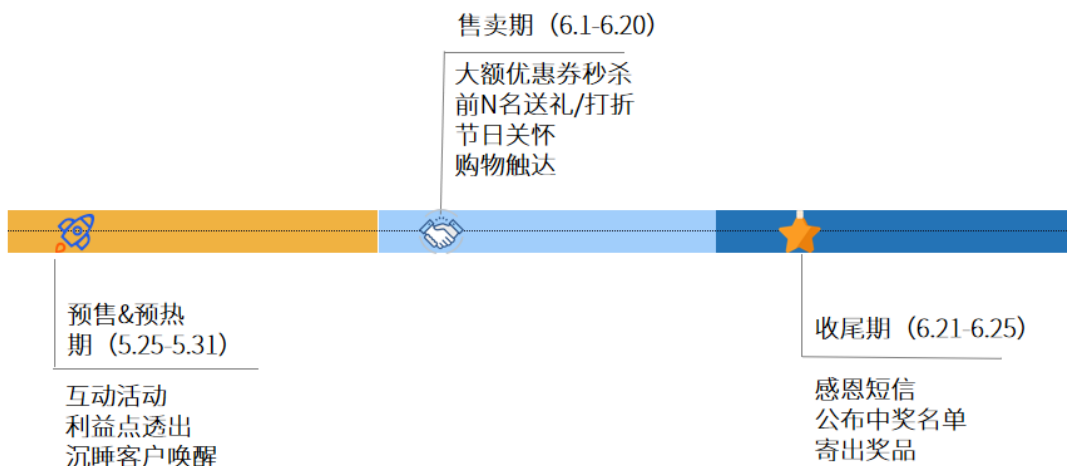 售卖期（6.1-6.20）
大额优惠券秒杀
前N名送礼/打折
节日关怀
购物触达
预售&预热
期（5.25-5.31）
互动活动
利益点透出
沉睡客户唤醒
收尾期（6.21-6.25）
感恩短信
公布中奖名单
寄出奖品